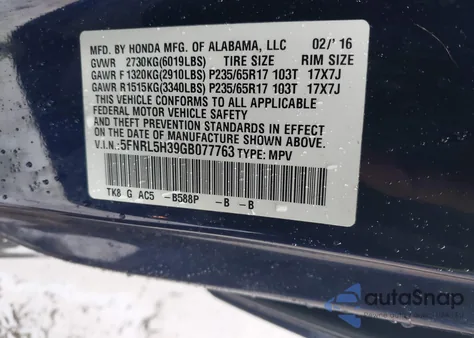 MFD. BY HONDA MFG. OF ALABAMA, LLC 02/' 16
GVWR 2730KG(6019LBS) TIRE SIZE RIM SIZE
GAWR F 1320KG(2910LBS) P235/65R17 103T 17X7J
GAWR R1515KG(3340LBS) P235/65R17 103T 17X7J
THIS VEHICLE CONFORMS TO ALL APPLICABLE
FEDERAL MOTOR VEHICLE SAFETY
AND THEFT PREVENTION STANDARDS IN EFFECT
ON THE DATE OF MANUFACTURE SHOWN ABOVE.
V.I.N.:5FNRL5H39GB077763 TYPE: MPV
TK8 G AC5 -B588P -B -B
autoSnap